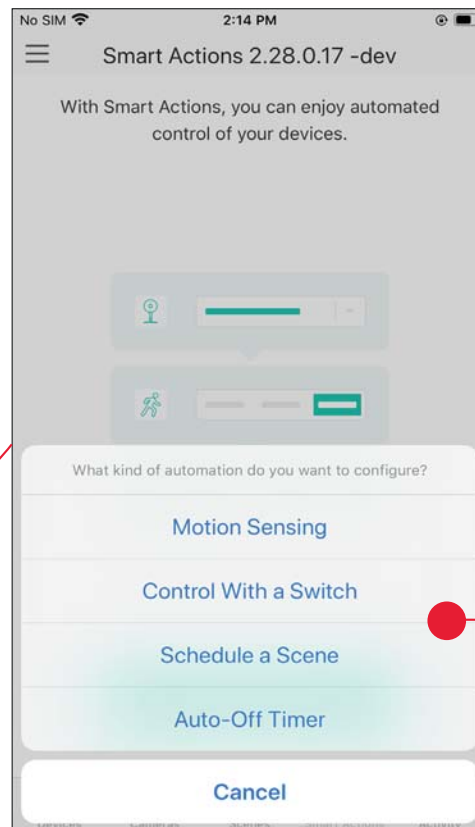 No SIM 2:14 PM
Smart Actions 2.28.0.17 -dev
With Smart Actions, you can enjoy automated
control of your devices.
What kind of automation do you want to configure?
Motion Sensing
Control With a Switch
Schedule a Scene
Auto-Off Timer
Cancel